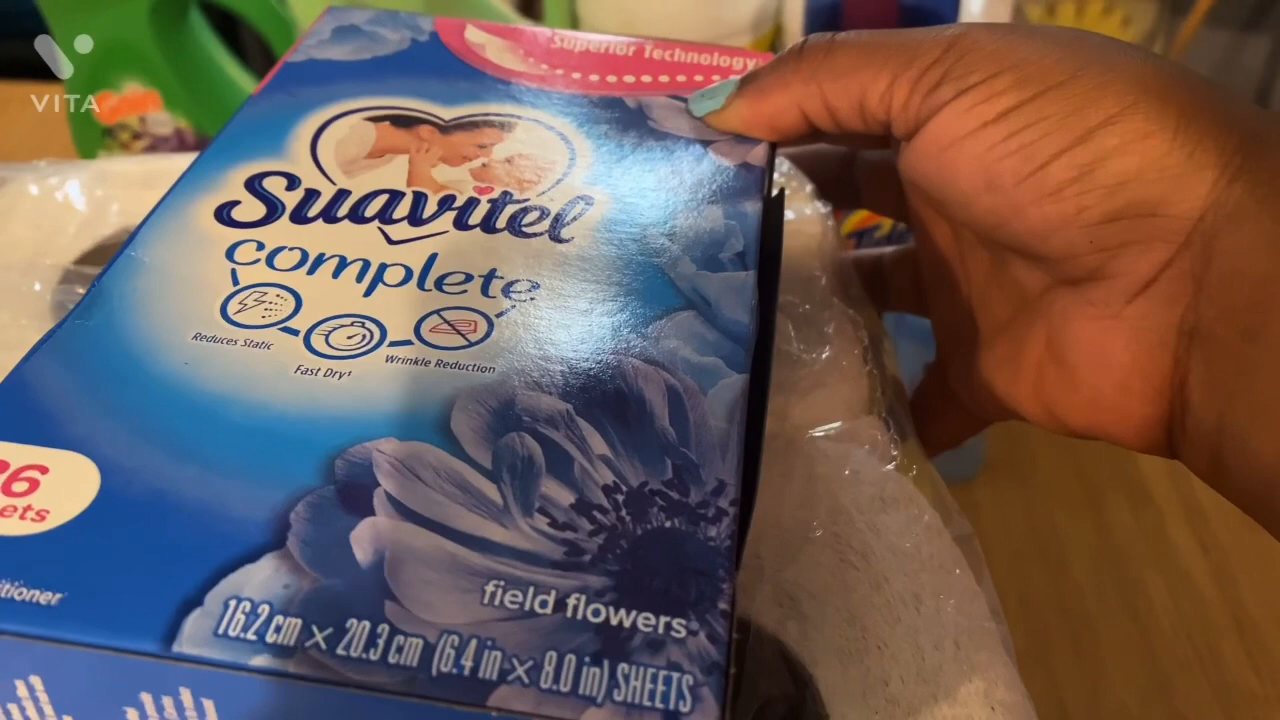 VITA
Superior Technology
Suavitel
complete
Reduces Static
Fast Dry‡
Wrinkle Reduction
field flowers
16.2 cm × 20.3 cm (6.4 in × 8.0 in) SHEETS